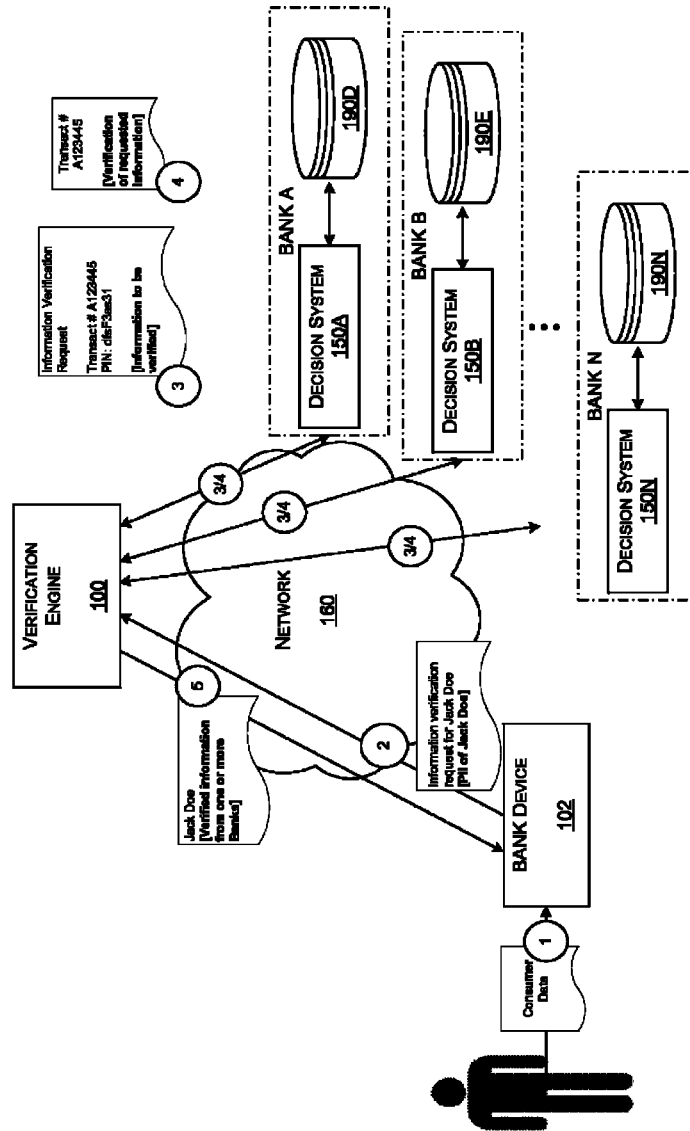 VERIFICATION
ENGINE
100
Information Verification
Request
Transact # A123445
PIN: dfsF3as31
[Information to be
verified]
3
Transact #
A123445
[Verification
of requested
Information]
4
Jack Doe
[Verified information
from one or more
Banks]
5
NETWORK
160
3/4
3/4
3/4
2
Information verification
request for Jack Doe
[PII of Jack Doe]
Consumer
Data
1
BANK DEVICE
102
BANK A
DECISION SYSTEM
150A
190D
BANK B
DECISION SYSTEM
150B
190E
BANK N
DECISION SYSTEM
150N
190N